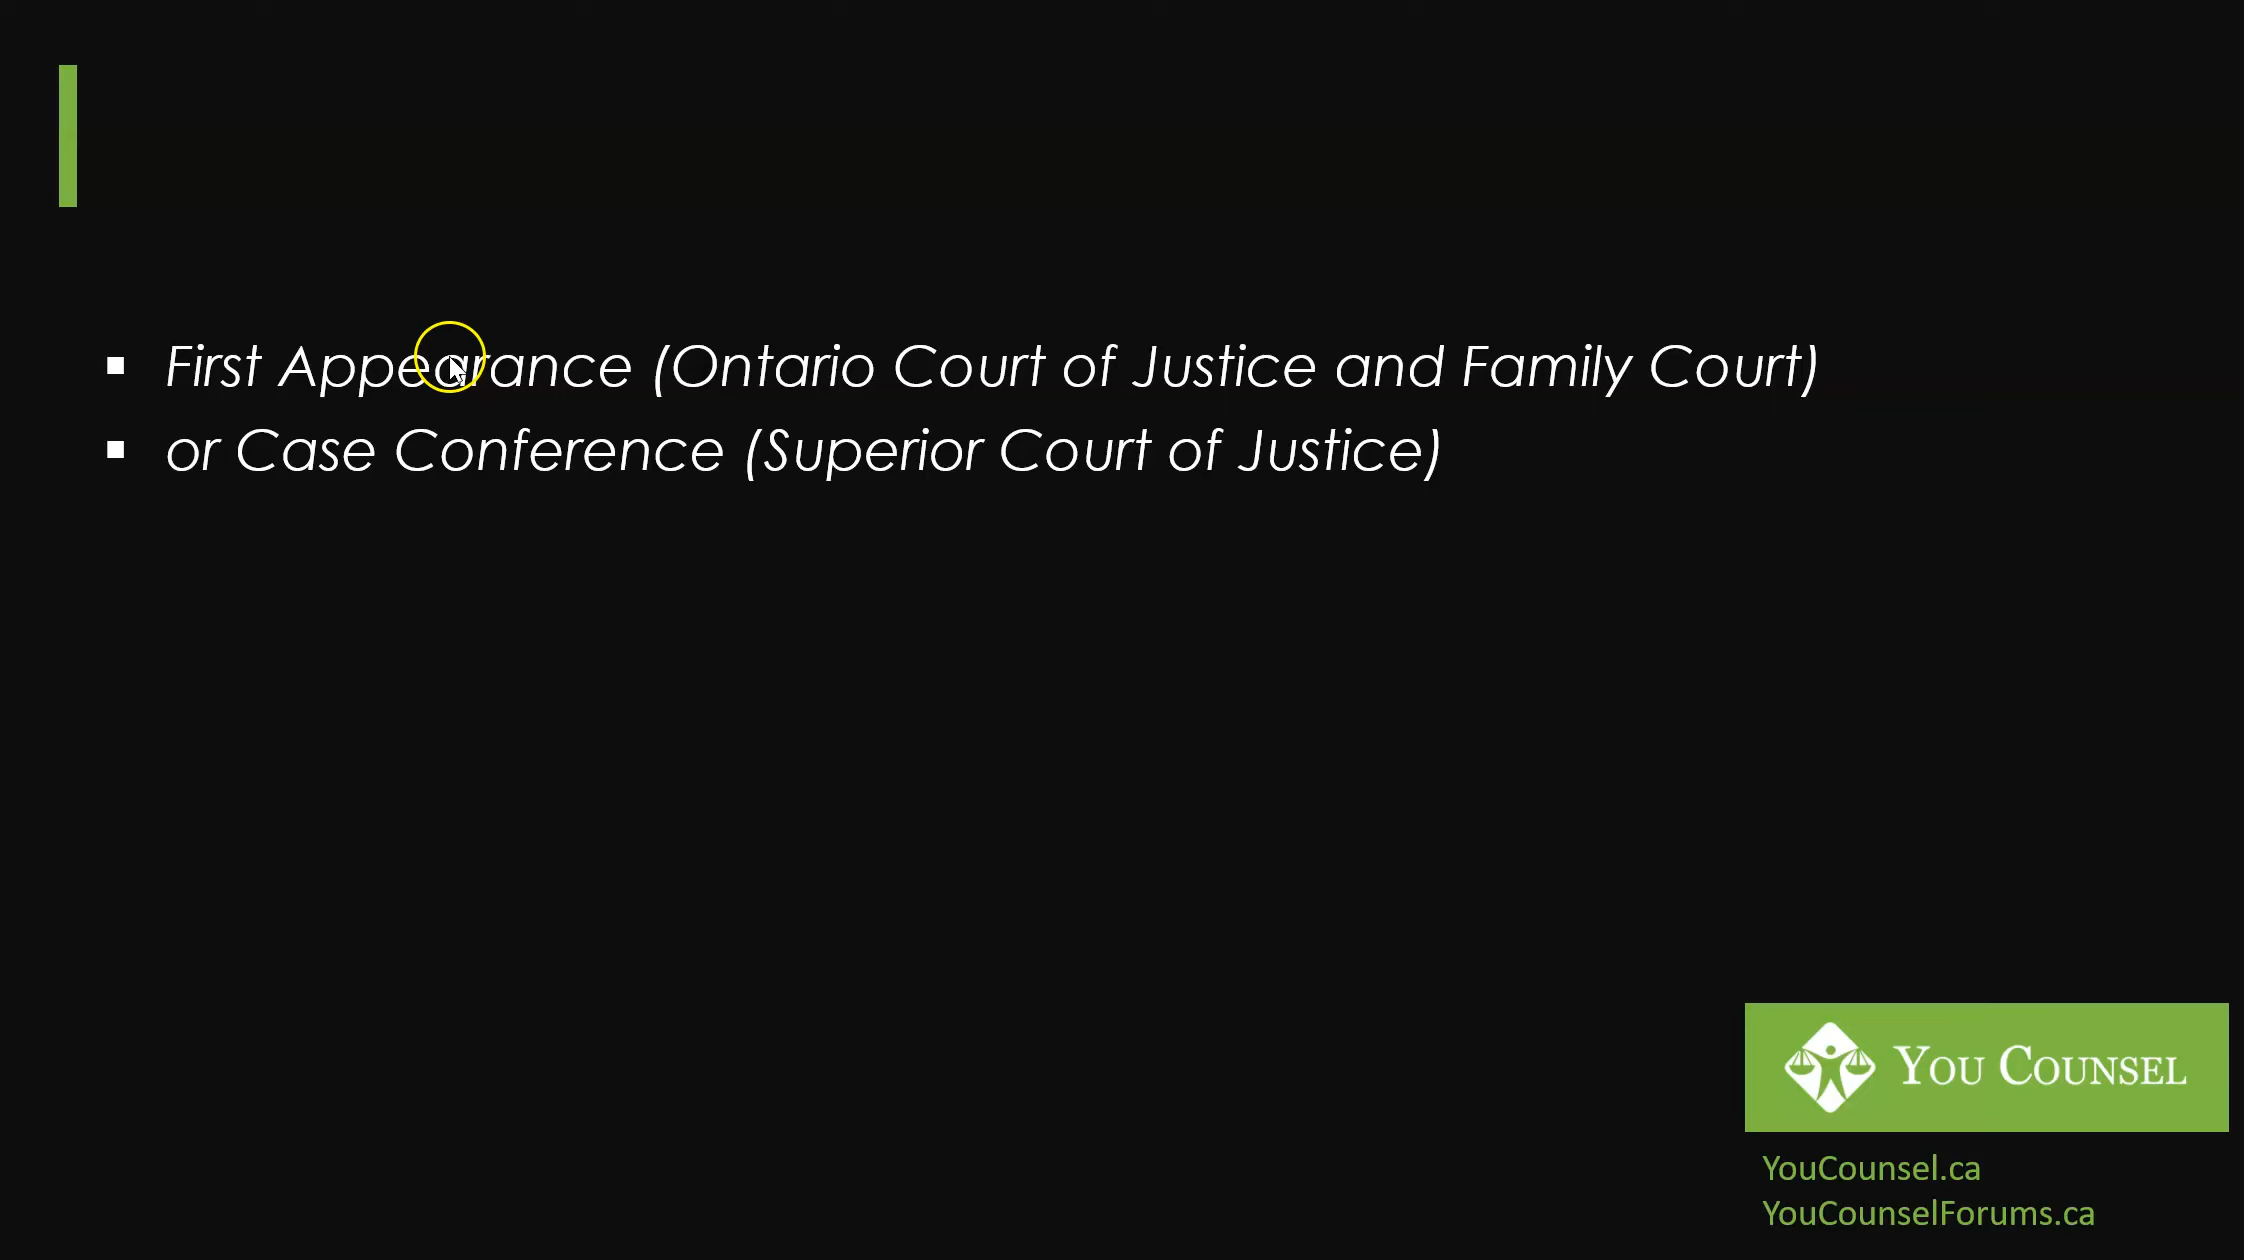 ▪ First Appearance (Ontario Court of Justice and Family Court)
▪ or Case Conference (Superior Court of Justice)
YOU COUNSEL
YouCounsel.ca
YouCounselForums.ca